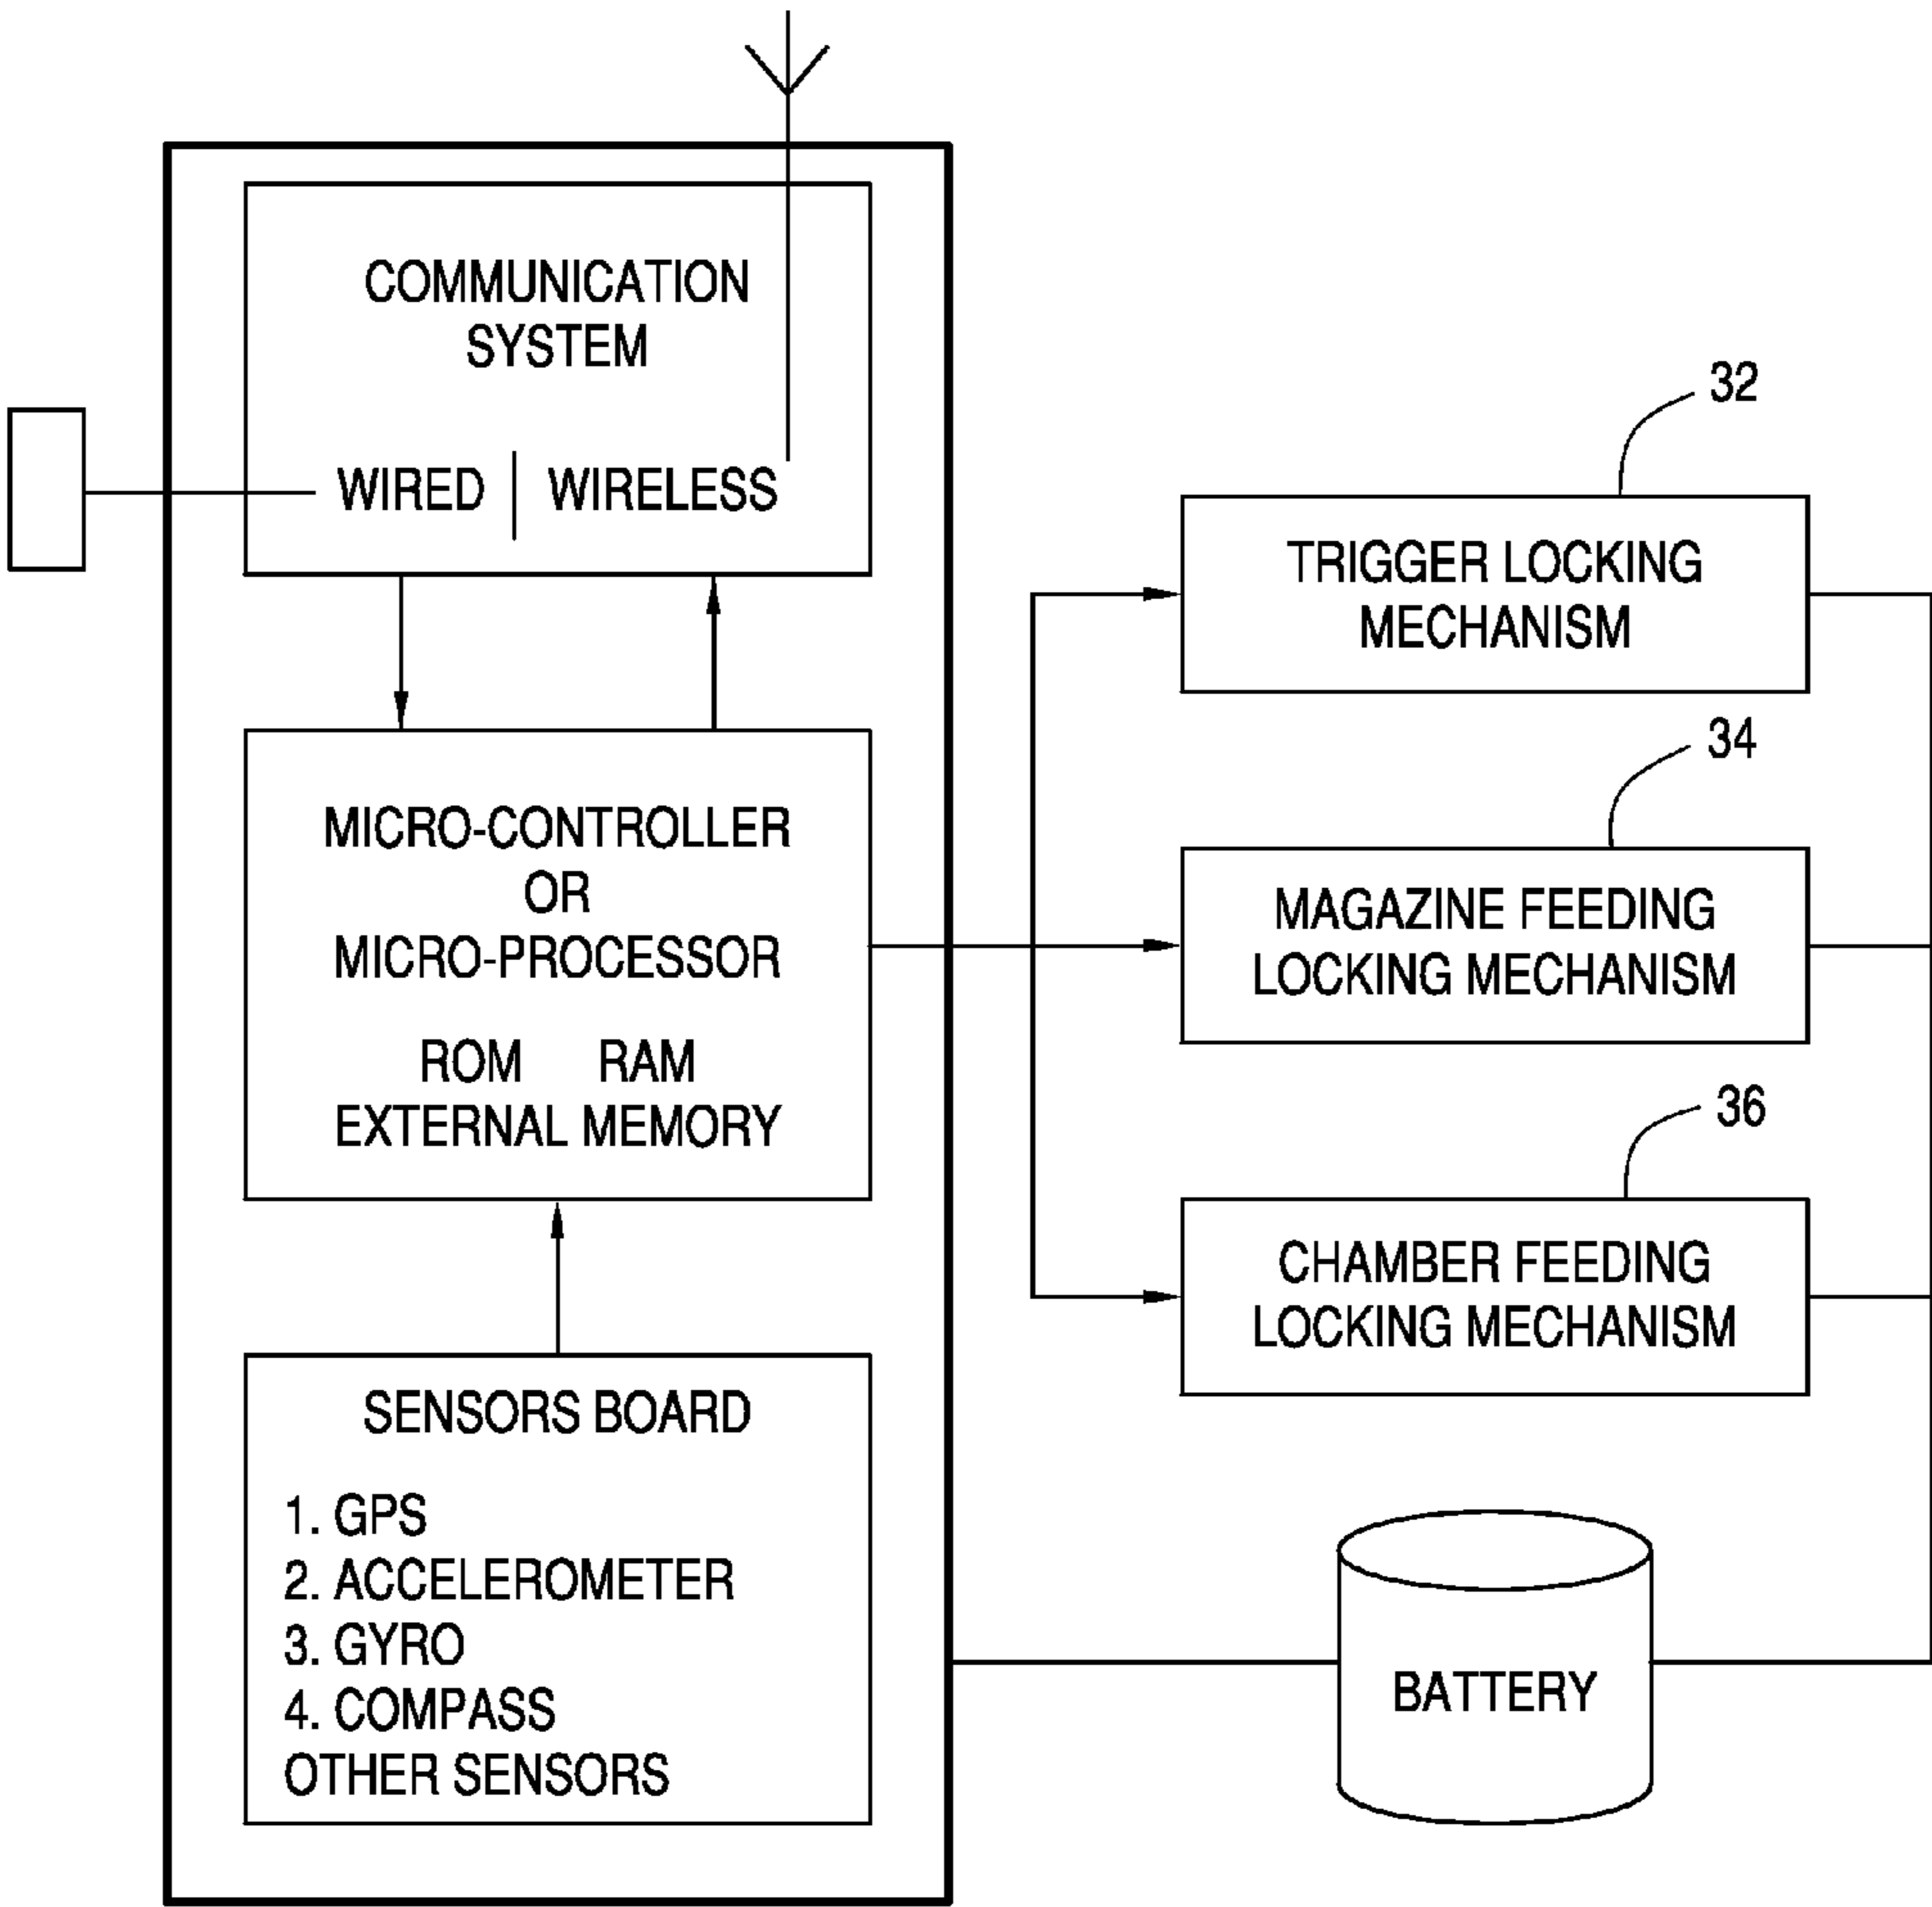 COMMUNICATION
SYSTEM
WIRED | WIRELESS
MICRO-CONTROLLER
OR
MICRO-PROCESSOR
ROM RAM
EXTERNAL MEMORY
SENSORS BOARD
1. GPS
2. ACCELEROMETER
3. GYRO
4. COMPASS
OTHER SENSORS
32
TRIGGER LOCKING
MECHANISM
34
MAGAZINE FEEDING
LOCKING MECHANISM
36
CHAMBER FEEDING
LOCKING MECHANISM
BATTERY